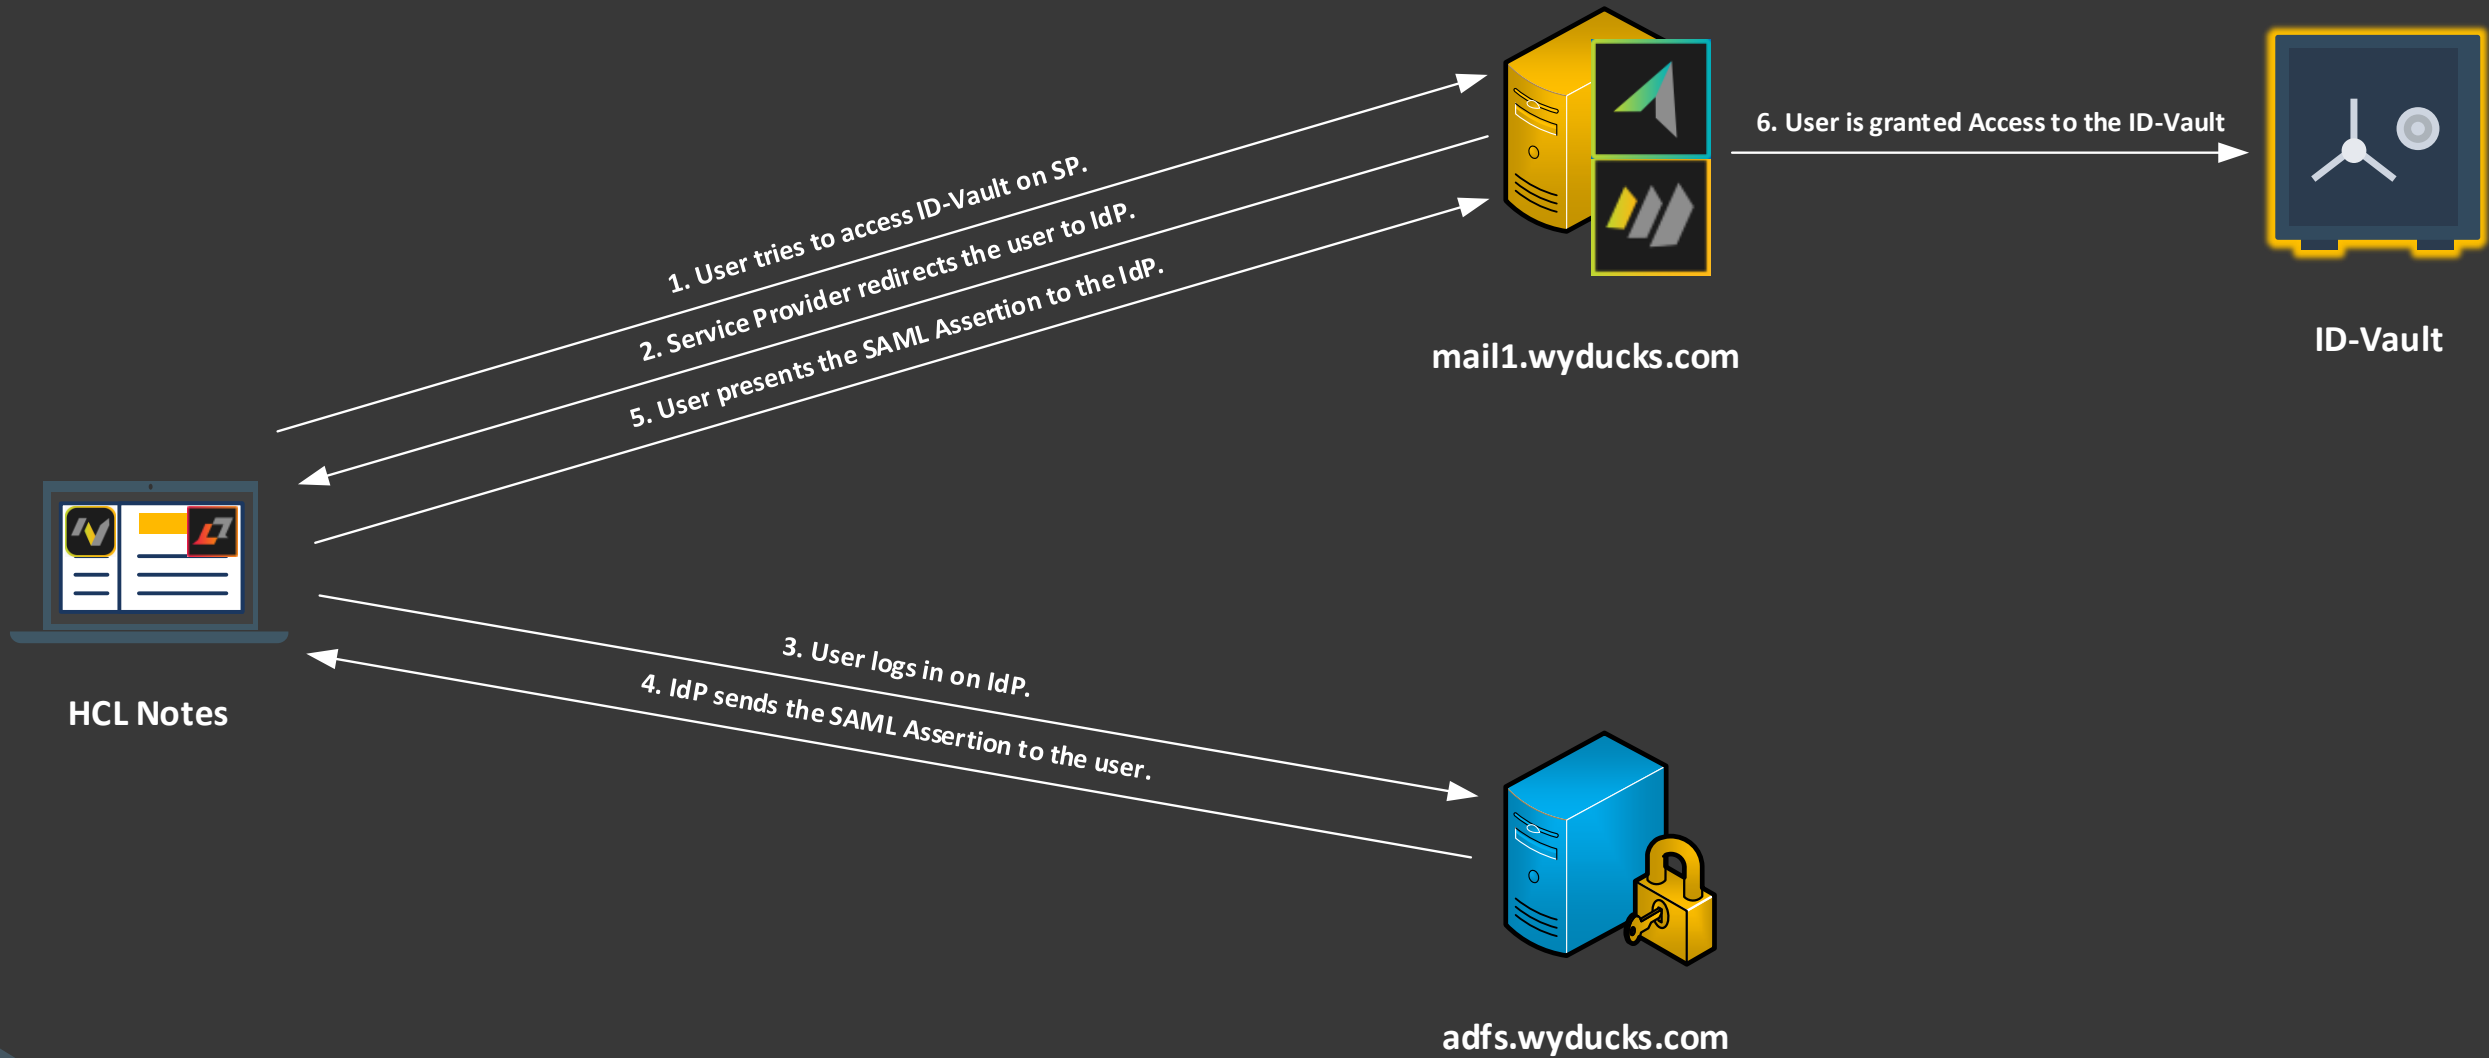 1. User tries to access ID-Vault on SP.
2. Service Provider redirects the user to IdP.
5. User presents the SAML Assertion to the IdP.
6. User is granted Access to the ID-Vault
mail1.wyducks.com
ID-Vault
3. User logs in on IdP.
4. IdP sends the SAML Assertion to the user.
HCL Notes
adfs.wyducks.com